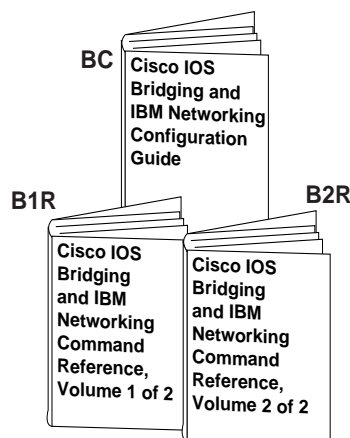 BC
Cisco IOS
Bridging and
IBM Networking
Configuration
Guide
B1R
Cisco IOS
Bridging
and IBM
Networking
Command
Reference,
Volume 1 of 2
B2R
Cisco IOS
Bridging
and IBM
Networking
Command
Reference,
Volume 2 of 2